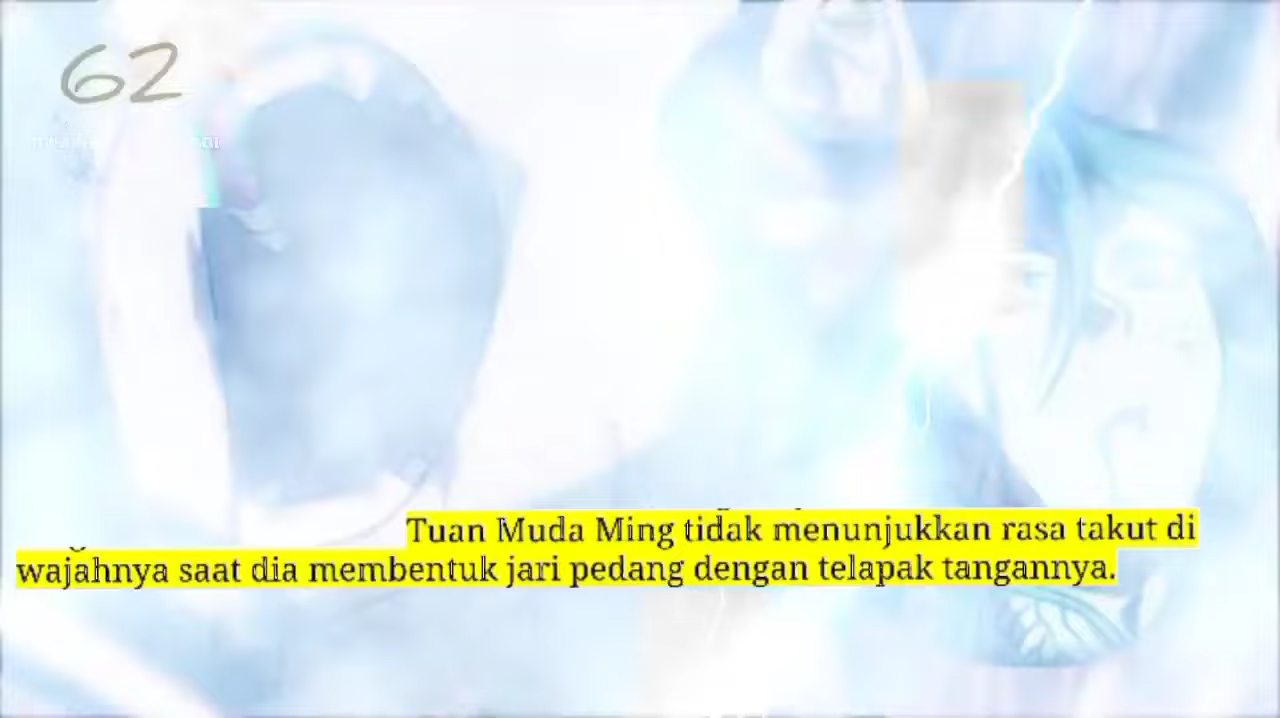 62
Tuan Muda Ming tidak menunjukkan rasa takut di
wajahnya saat dia membentuk jari pedang dengan telapak tangannya.